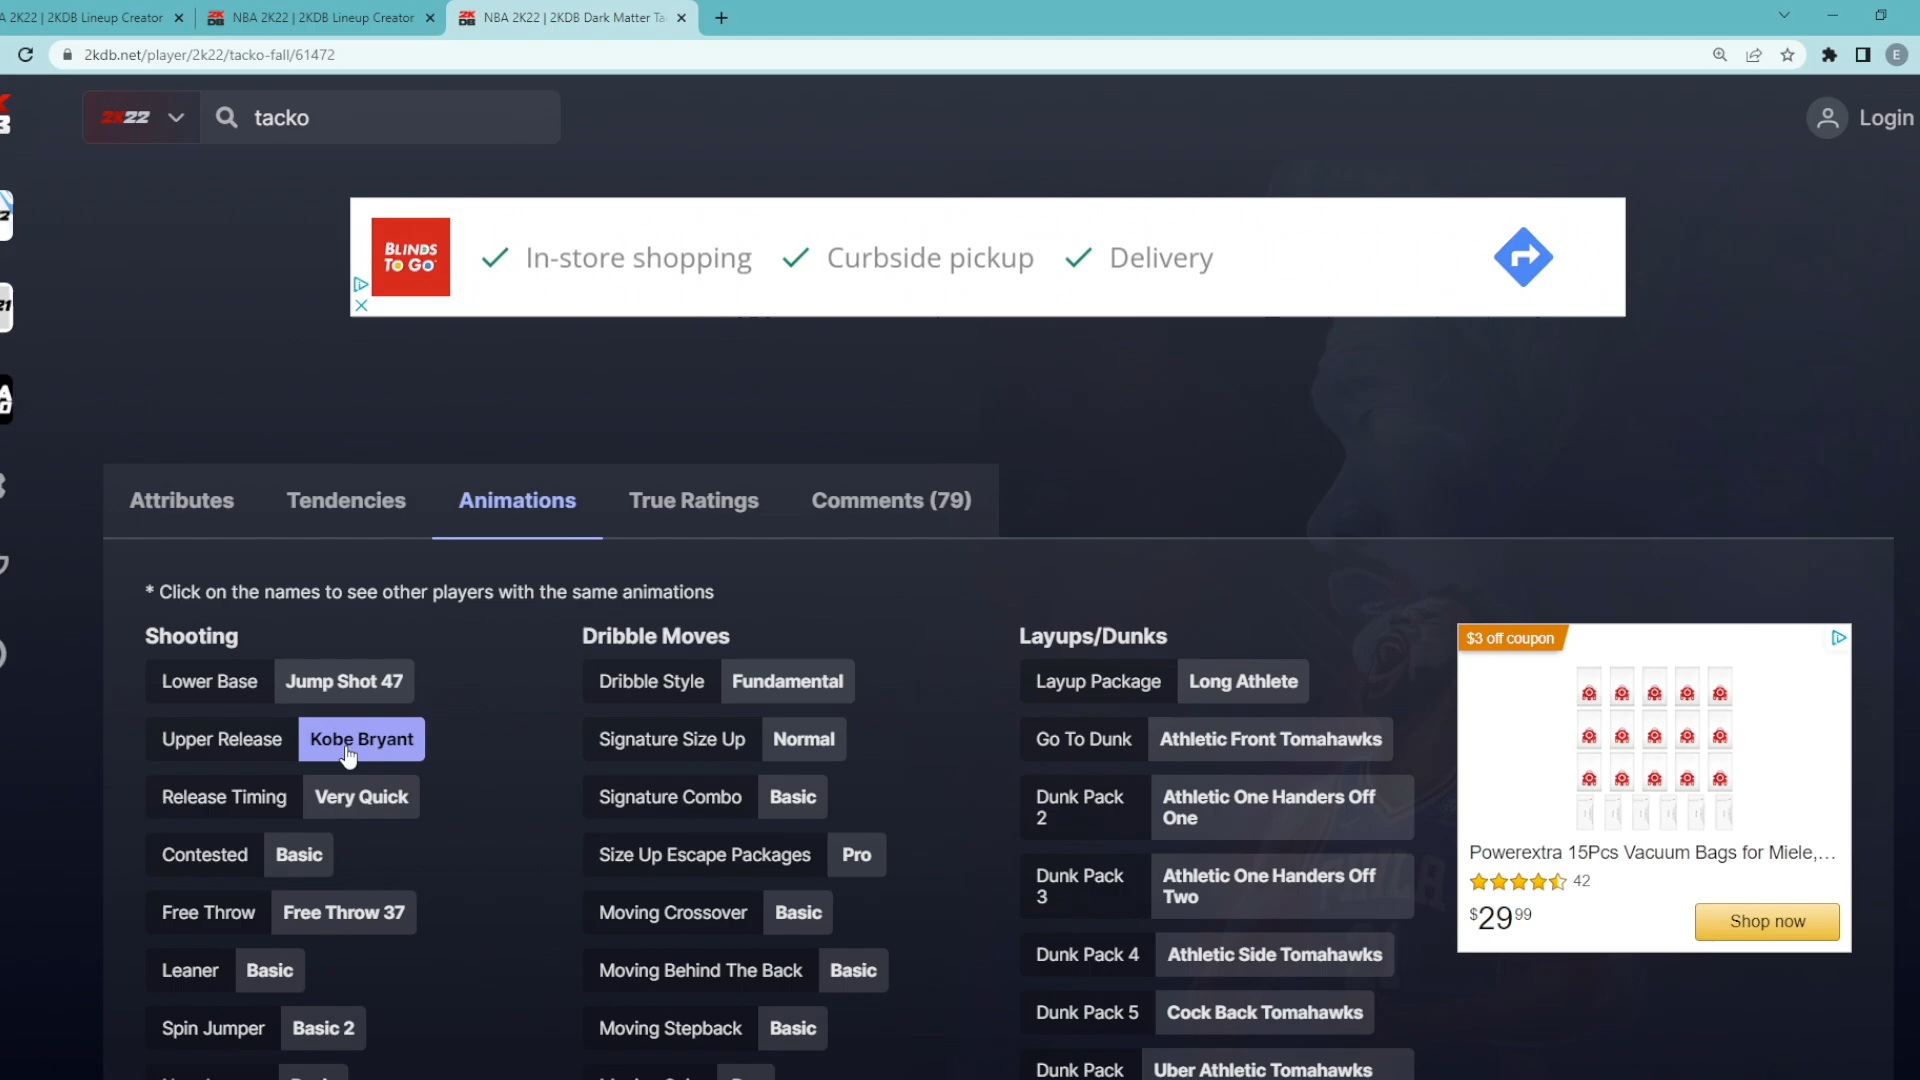 A 2K22 | 2KDB Lineup Creator
NBA 2K22 | 2KDB Lineup Creator
NBA 2K22 | 2KDB Dark Matter Ta
2kdb.net/player/2k22/tacko-fall/61472
E
2K22
tacko
Login
BLINDS
TO GO
In-store shopping
Curbside pickup
Delivery
Attributes
Tendencies
Animations
True Ratings
Comments (79)
* Click on the names to see other players with the same animations
Shooting
Lower Base
Jump Shot 47
Upper Release
Kobe Bryant
Release Timing
Very Quick
Contested
Basic
Free Throw
Free Throw 37
Leaner
Basic
Spin Jumper
Basic 2
Dribble Moves
Dribble Style
Fundamental
Signature Size Up
Normal
Signature Combo
Basic
Size Up Escape Packages
Pro
Moving Crossover
Basic
Moving Behind The Back
Basic
Moving Stepback
Basic
Layups/Dunks
Layup Package
Long Athlete
Go To Dunk
Athletic Front Tomahawks
Dunk Pack
2
Athletic One Handers Off
One
Dunk Pack
3
Athletic One Handers Off
Two
Dunk Pack 4
Athletic Side Tomahawks
Dunk Pack 5
Cock Back Tomahawks
Dunk Pack
Uber Athletic Tomahawks
$3 off coupon
Powerextra 15Pcs Vacuum Bags for Miele,...
42
$29.99
Shop now